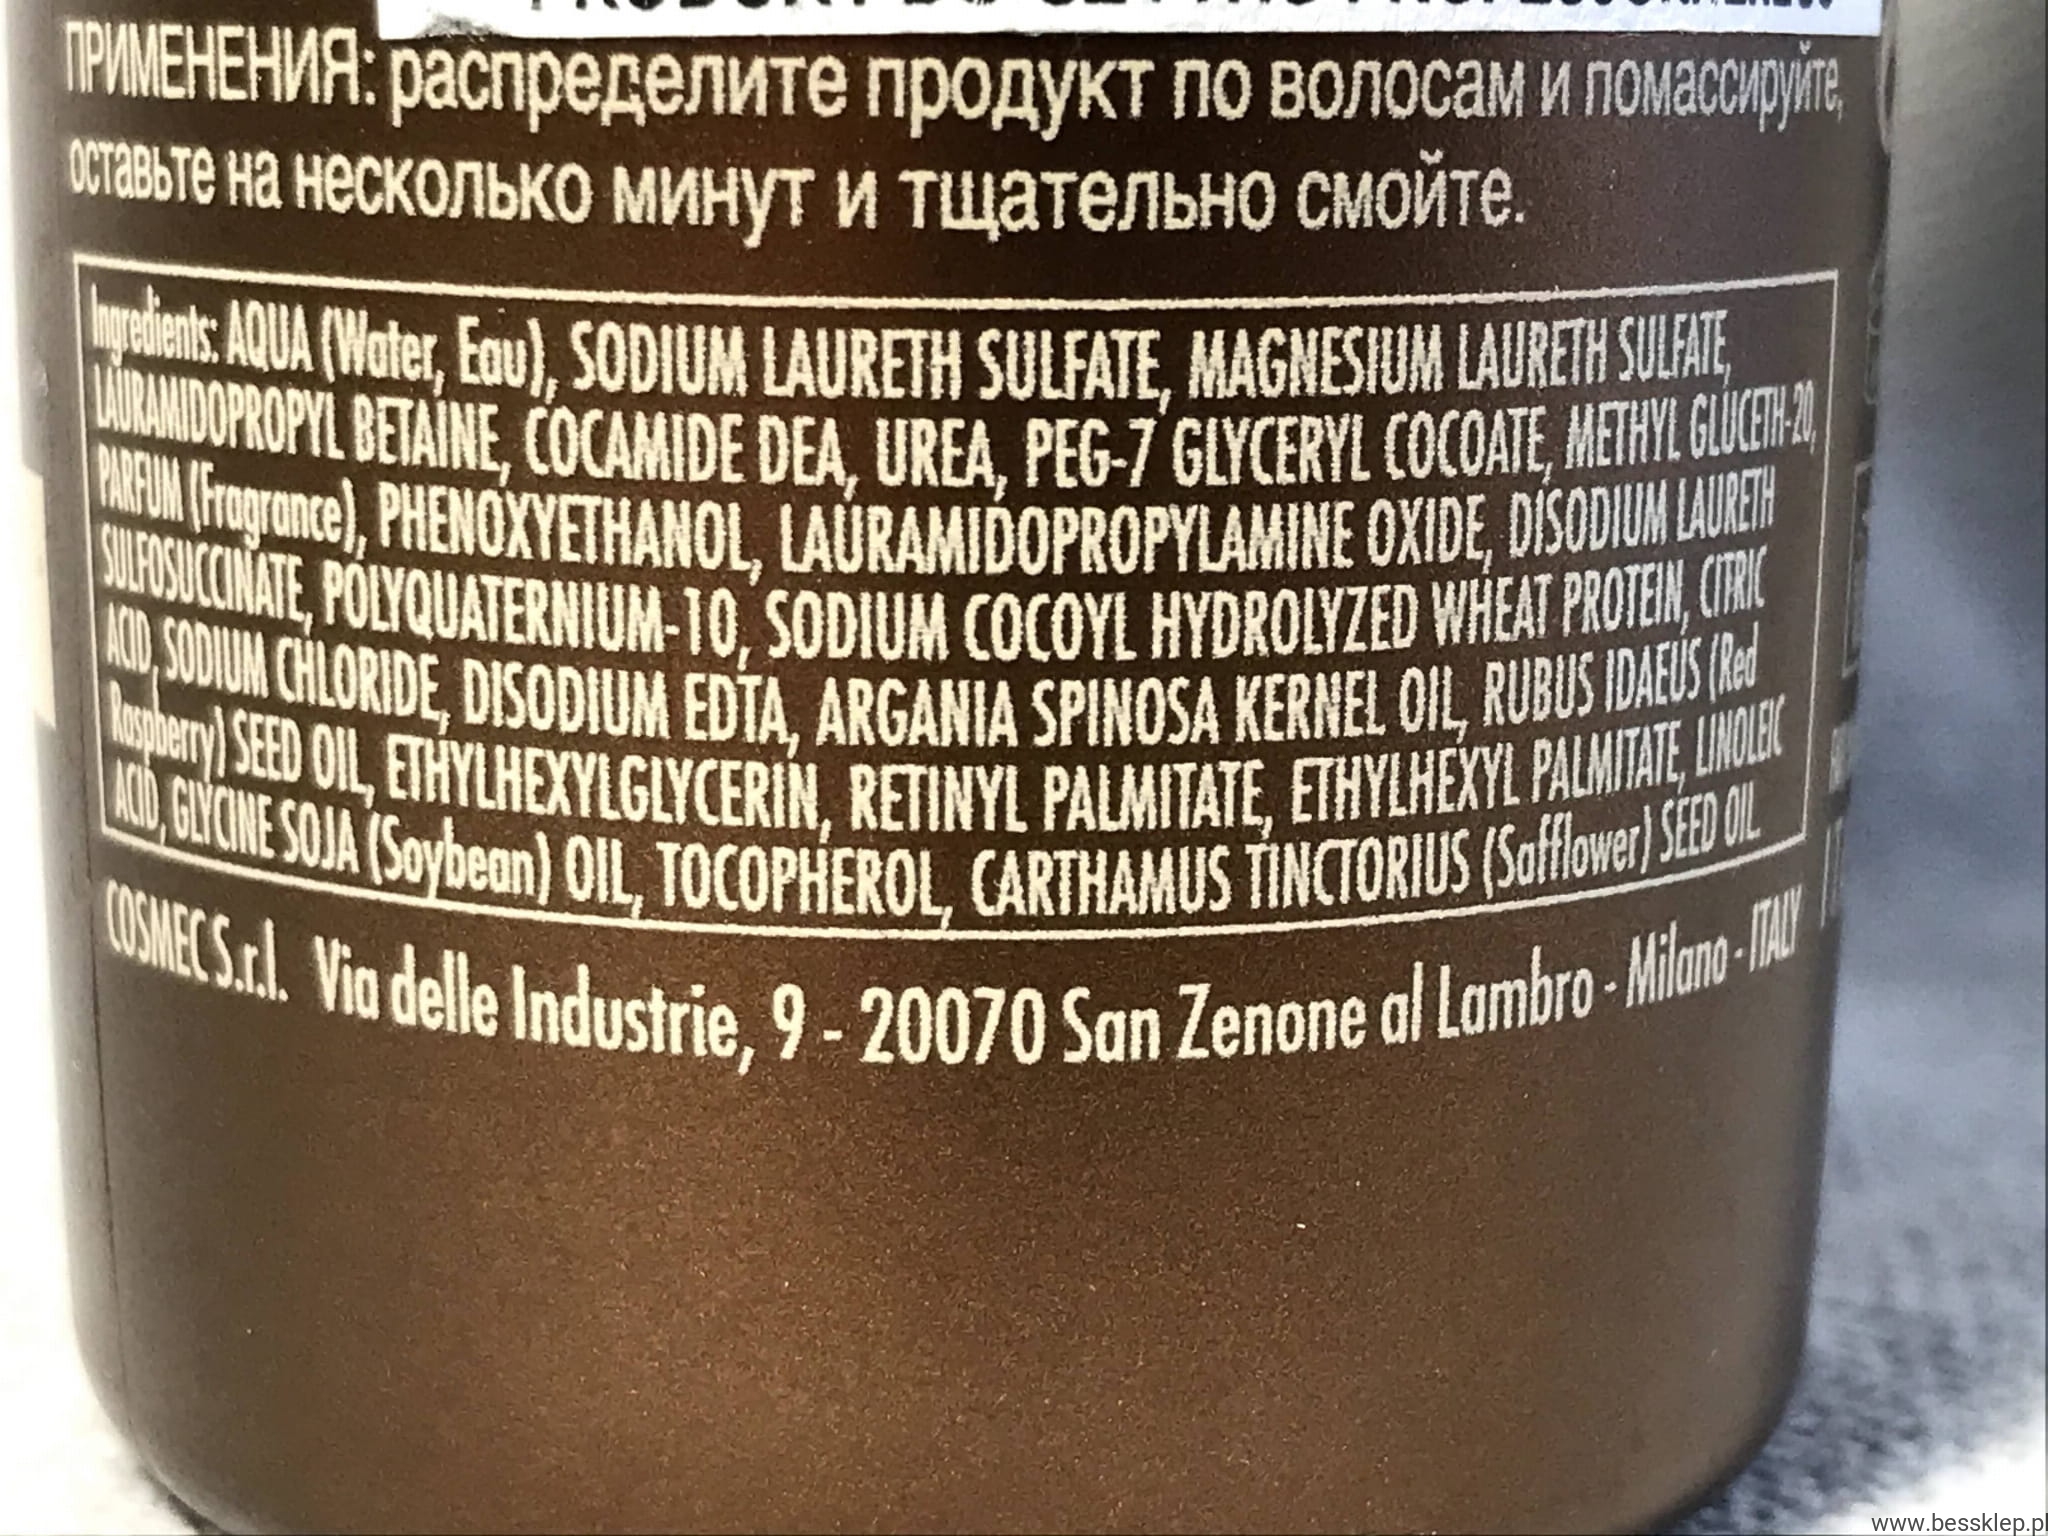 ПРИМЕНЕНИЯ: распределите продукт по волосам и помассируйте,
оставьте на несколько минут и тщательно смойте.
Ingredients: AQUA (Water, Eau), SODIUM LAURETH SULFATE, MAGNESIUM LAURETH SULFATE,
LAURAMIDOPROPYL BETAINE, COCAMIDE DEA, UREA, PEG-7 GLYCERYL COCOATE, METHYL GLUCETH-20,
PARFUM (Fragrance), PHENOXYETHANOL, LAURAMIDOPROPYLAMINE OXIDE, DISODIUM LAURETH
SULFOSUCCINATE, POLYQUATERNIUM-10, SODIUM COCOYL HYDROLYZED WHEAT PROTEIN, CITRIC
ACID, SODIUM CHLORIDE, DISODIUM EDTA, ARGANIA SPINOSA KERNEL OIL, RUBUS IDAEUS (Red
Raspberry) SEED OIL, ETHYLHEXYLGLYCERIN, RETINYL PALMITATE, ETHYLHEXYL PALMITATE, LINOLEIC
ACID, GLYCINE SOJA (Soybean) OIL, TOCOPHEROL, CARTHAMUS TINCTORIUS (Safflower) SEED OIL.
COSMEC S.r.l. Via delle Industrie, 9 - 20070 San Zenone al Lambro - Milano - ITALY
www.bessklep.pl